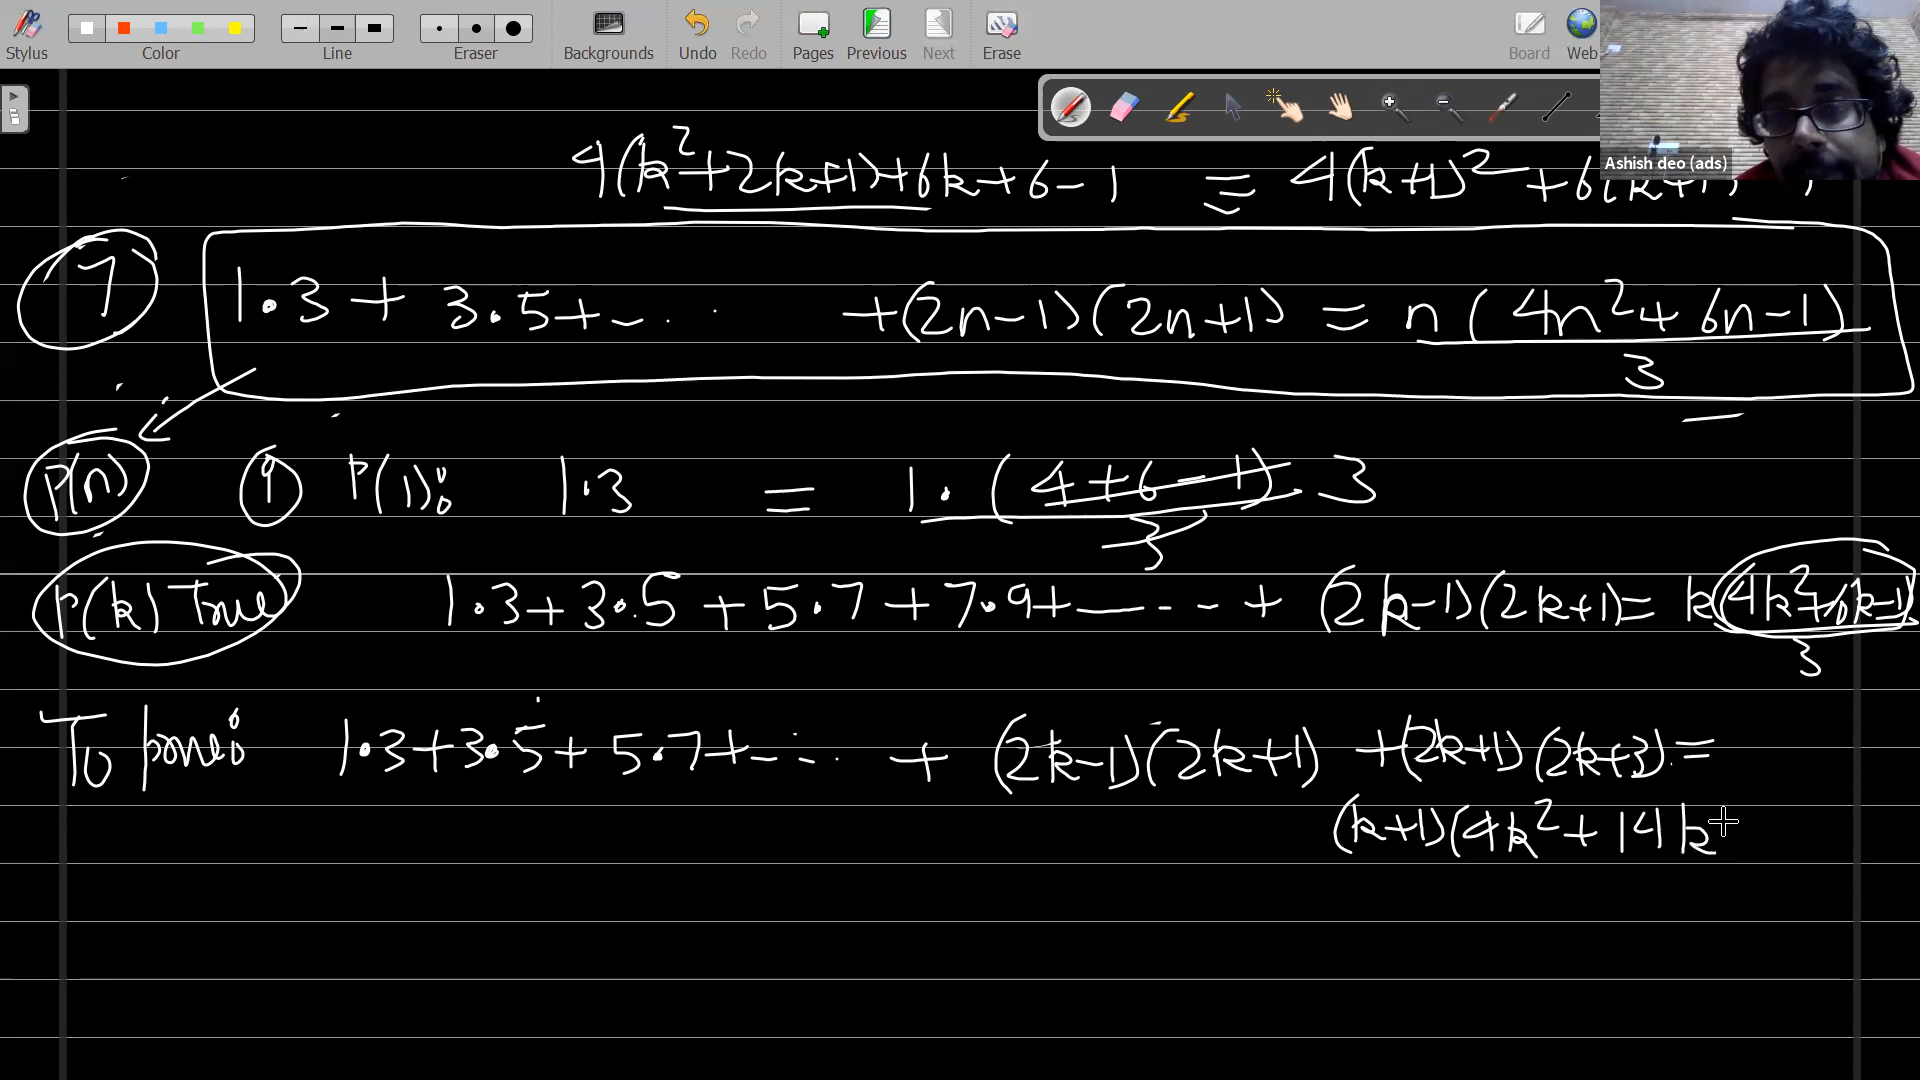 Stylus Color Line Eraser Backgrounds Undo Redo Pages Previous Next Erase Board Web
Ashish deo (ads)
4(k²+2k+1)+6k+6-1 = 4(k+1)²+6(k+1)
7 1.3 + 3.5+-... +(2n-1)(2n+1) = n(4n²+6n-1)
3
P(n) P(1): 1.3 = 1.(4+6-1). 3
3
P(k) True 1.3+3.5+5.7+7.9+---- + (2k-1)(2k+1)= k(4k²+6k-1)
3
To prove: 1.3+3.5+5.7+-... + (2k-1)(2k+1) +(2k+1)(2k+3)=
(k+1)(4k²+14k